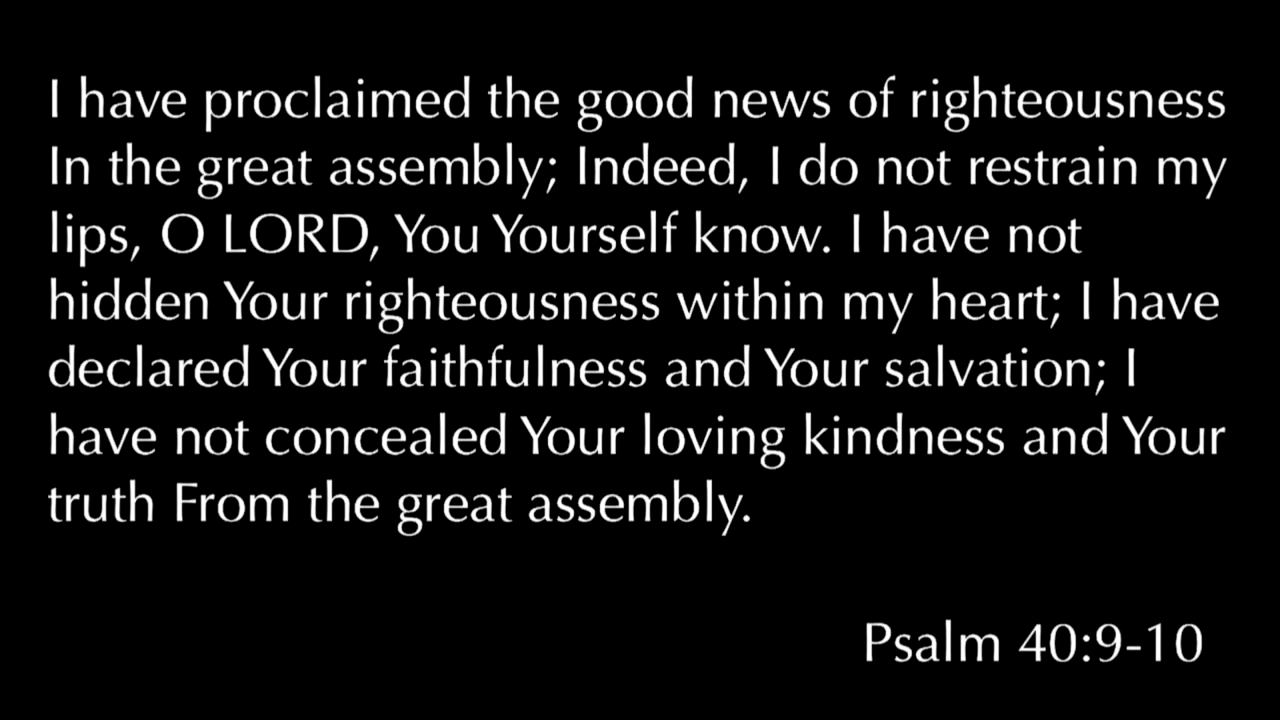 I have proclaimed the good news of righteousness
In the great assembly; Indeed, I do not restrain my
lips, O LORD, You Yourself know. I have not
hidden Your righteousness within my heart; I have
declared Your faithfulness and Your salvation; I
have not concealed Your loving kindness and Your
truth From the great assembly.
Psalm 40:9-10